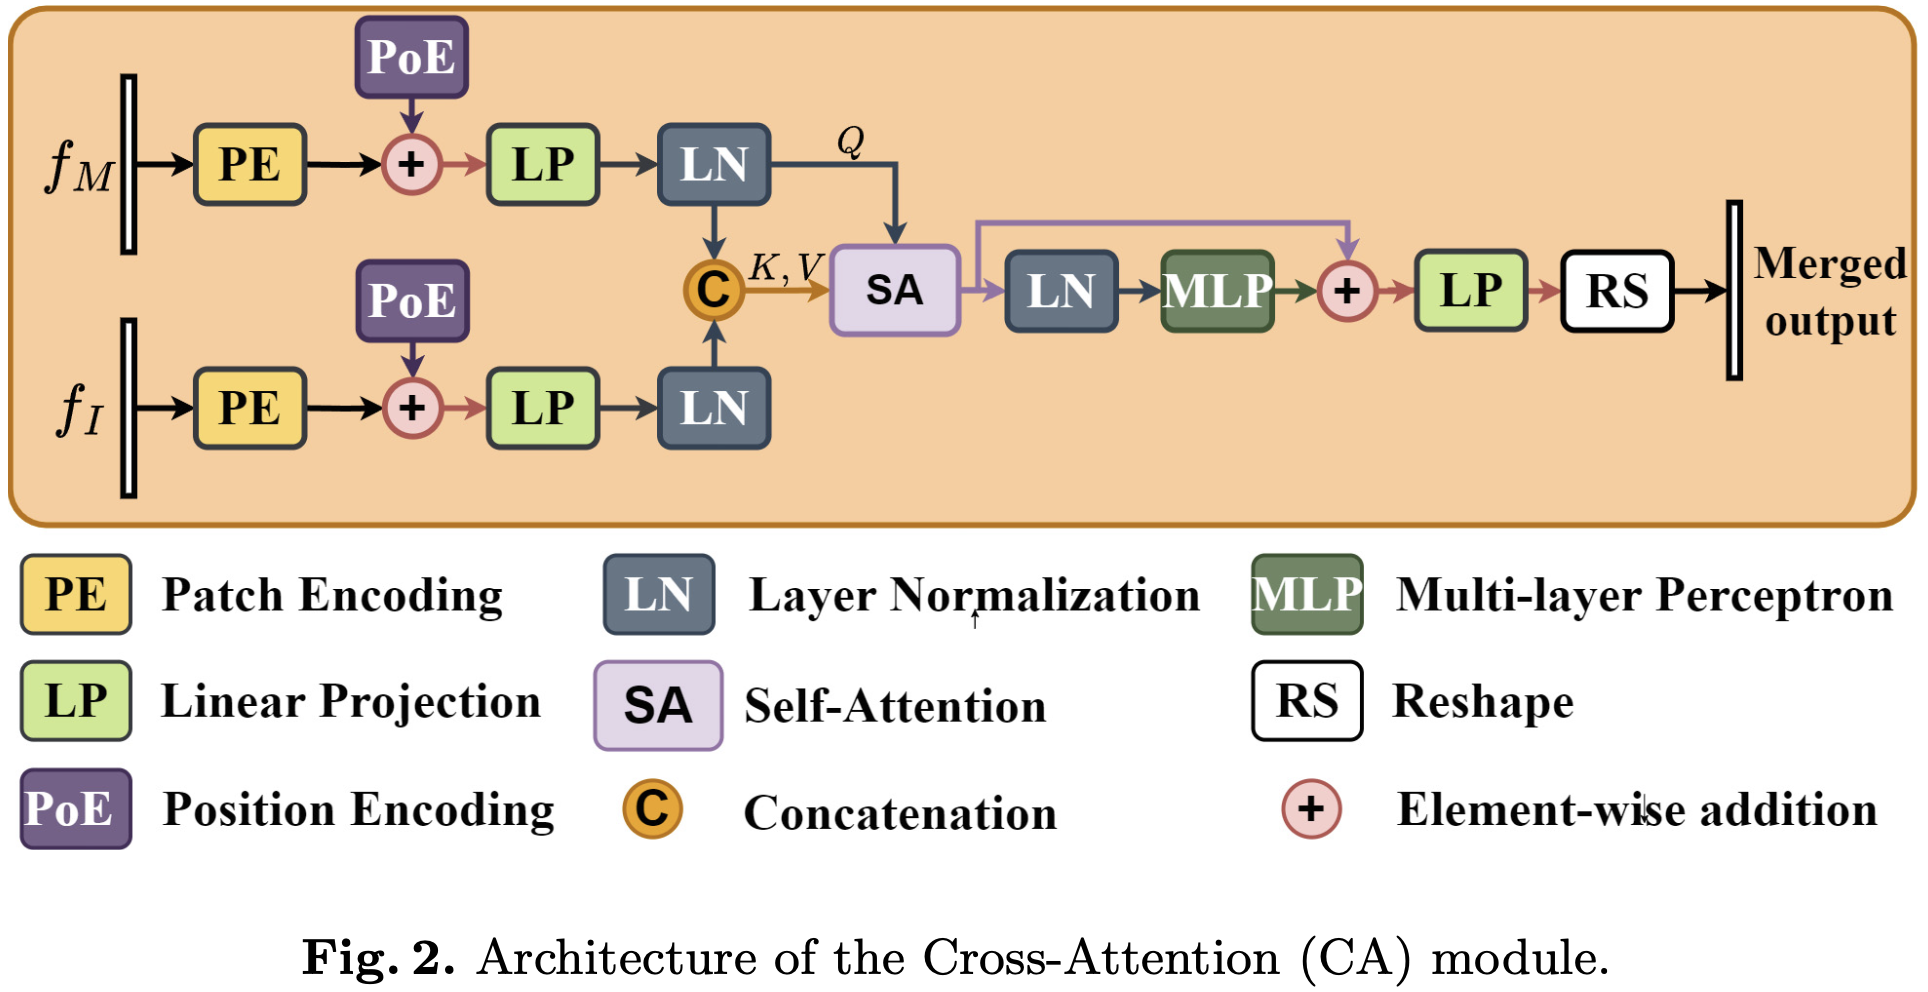 PoE
f_M PE + LP LN Q
C K, V SA LN MLP + LP RS Merged output
PoE
f_I PE + LP LN
PE Patch Encoding
LN Layer Normalization
MLP Multi-layer Perceptron
LP Linear Projection
SA Self-Attention
RS Reshape
PoE Position Encoding
C Concatenation
+ Element-wise addition
Fig. 2. Architecture of the Cross-Attention (CA) module.